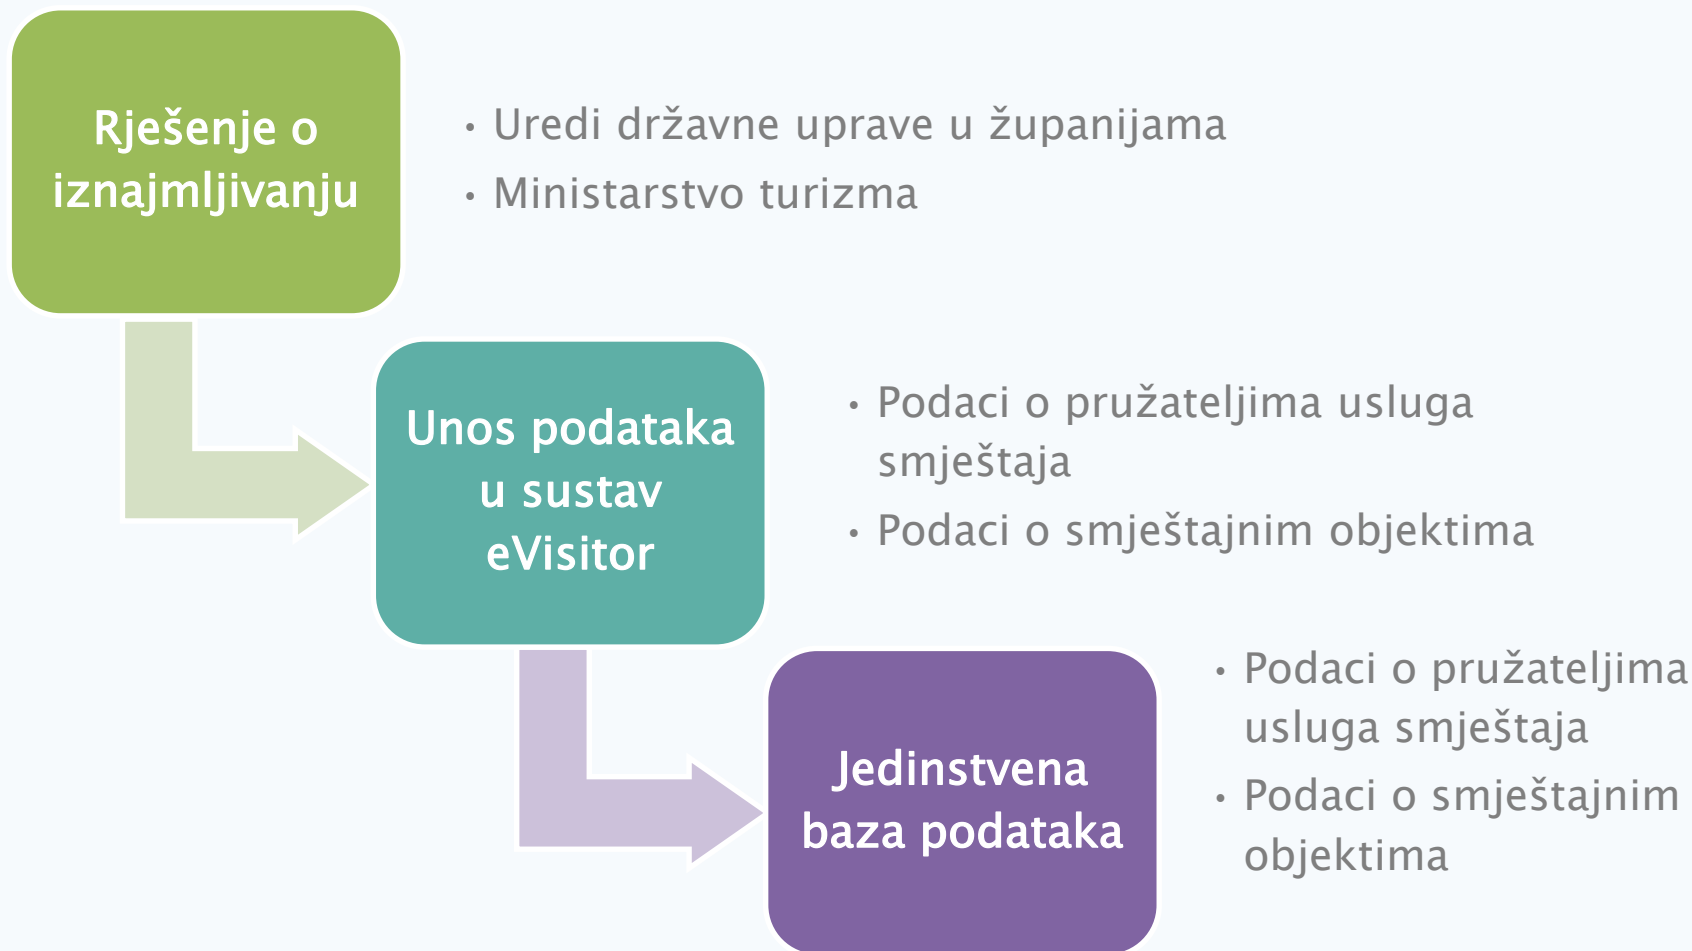 Rješenje o
iznajmljivanju
• Uredi državne uprave u županijama
• Ministarstvo turizma
Unos podataka
u sustav
eVisitor
• Podaci o pružateljima usluga
smještaja
• Podaci o smještajnim objektima
Jedinstvena
baza podataka
• Podaci o pružateljima
usluga smještaja
• Podaci o smještajnim
objektima